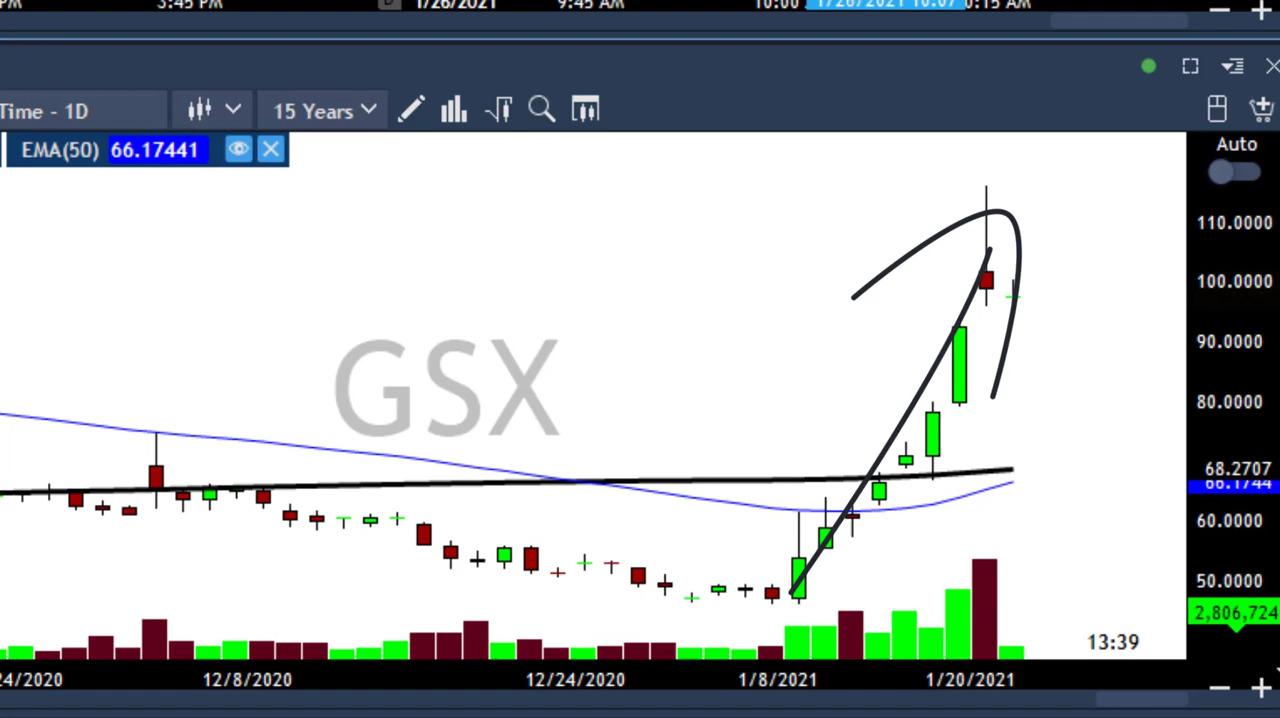 PM 3:45 PM D 1/26/2021 9:45 AM 10:00 1/26/2021 10:07 0:15 AM
Time - 1D 15 Years
EMA(50) 66.17441
Auto
110.0000
100.0000
90.0000
GSX
80.0000
68.2707
66.1744
60.0000
50.0000
2,806,724
13:39
24/2020 12/8/2020 12/24/2020 1/8/2021 1/20/2021